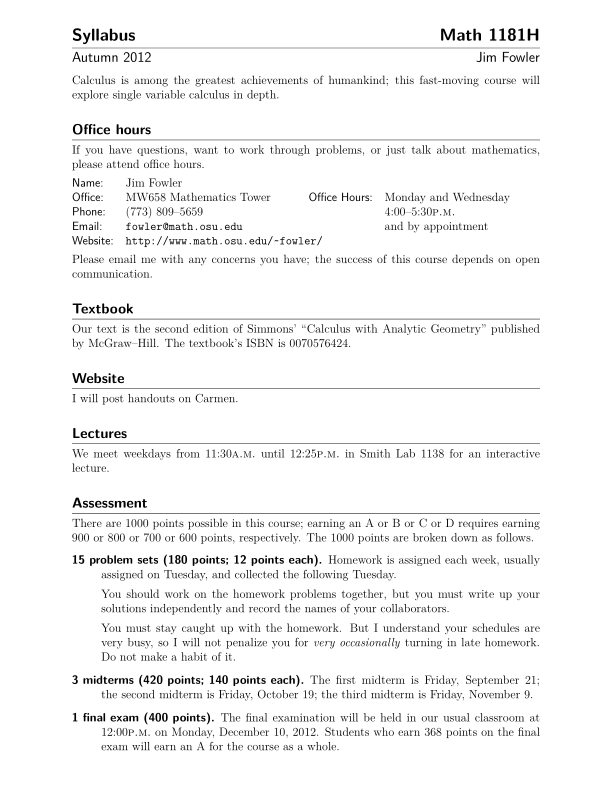 Syllabus Math 1181H
Autumn 2012 Jim Fowler
Calculus is among the greatest achievements of humankind; this fast-moving course will
explore single variable calculus in depth.
Office hours
If you have questions, want to work through problems, or just talk about mathematics,
please attend office hours.
Name: Jim Fowler
Office: MW658 Mathematics Tower Office Hours: Monday and Wednesday
Phone: (773) 809–5659 4:00–5:30P.M.
Email: fowler@math.osu.edu and by appointment
Website: http://www.math.osu.edu/~fowler/
Please email me with any concerns you have; the success of this course depends on open
communication.
Textbook
Our text is the second edition of Simmons' “Calculus with Analytic Geometry” published
by McGraw–Hill. The textbook's ISBN is 0070576424.
Website
I will post handouts on Carmen.
Lectures
We meet weekdays from 11:30A.M. until 12:25P.M. in Smith Lab 1138 for an interactive
lecture.
Assessment
There are 1000 points possible in this course; earning an A or B or C or D requires earning
900 or 800 or 700 or 600 points, respectively. The 1000 points are broken down as follows.
15 problem sets (180 points; 12 points each). Homework is assigned each week, usually
assigned on Tuesday, and collected the following Tuesday.
You should work on the homework problems together, but you must write up your
solutions independently and record the names of your collaborators.
You must stay caught up with the homework. But I understand your schedules are
very busy, so I will not penalize you for very occasionally turning in late homework.
Do not make a habit of it.
3 midterms (420 points; 140 points each). The first midterm is Friday, September 21;
the second midterm is Friday, October 19; the third midterm is Friday, November 9.
1 final exam (400 points). The final examination will be held in our usual classroom at
12:00P.M. on Monday, December 10, 2012. Students who earn 368 points on the final
exam will earn an A for the course as a whole.